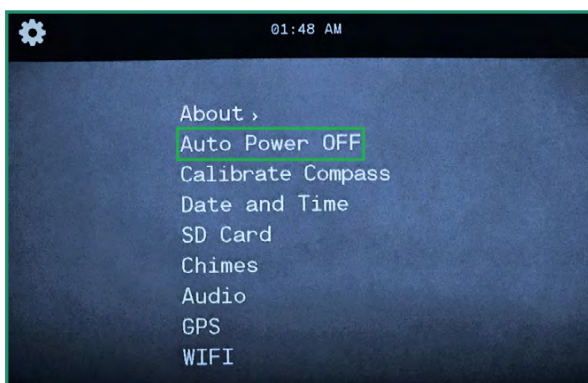 01:48 AM
About ›
Auto Power OFF
Calibrate Compass
Date and Time
SD Card
Chimes
Audio
GPS
WIFI